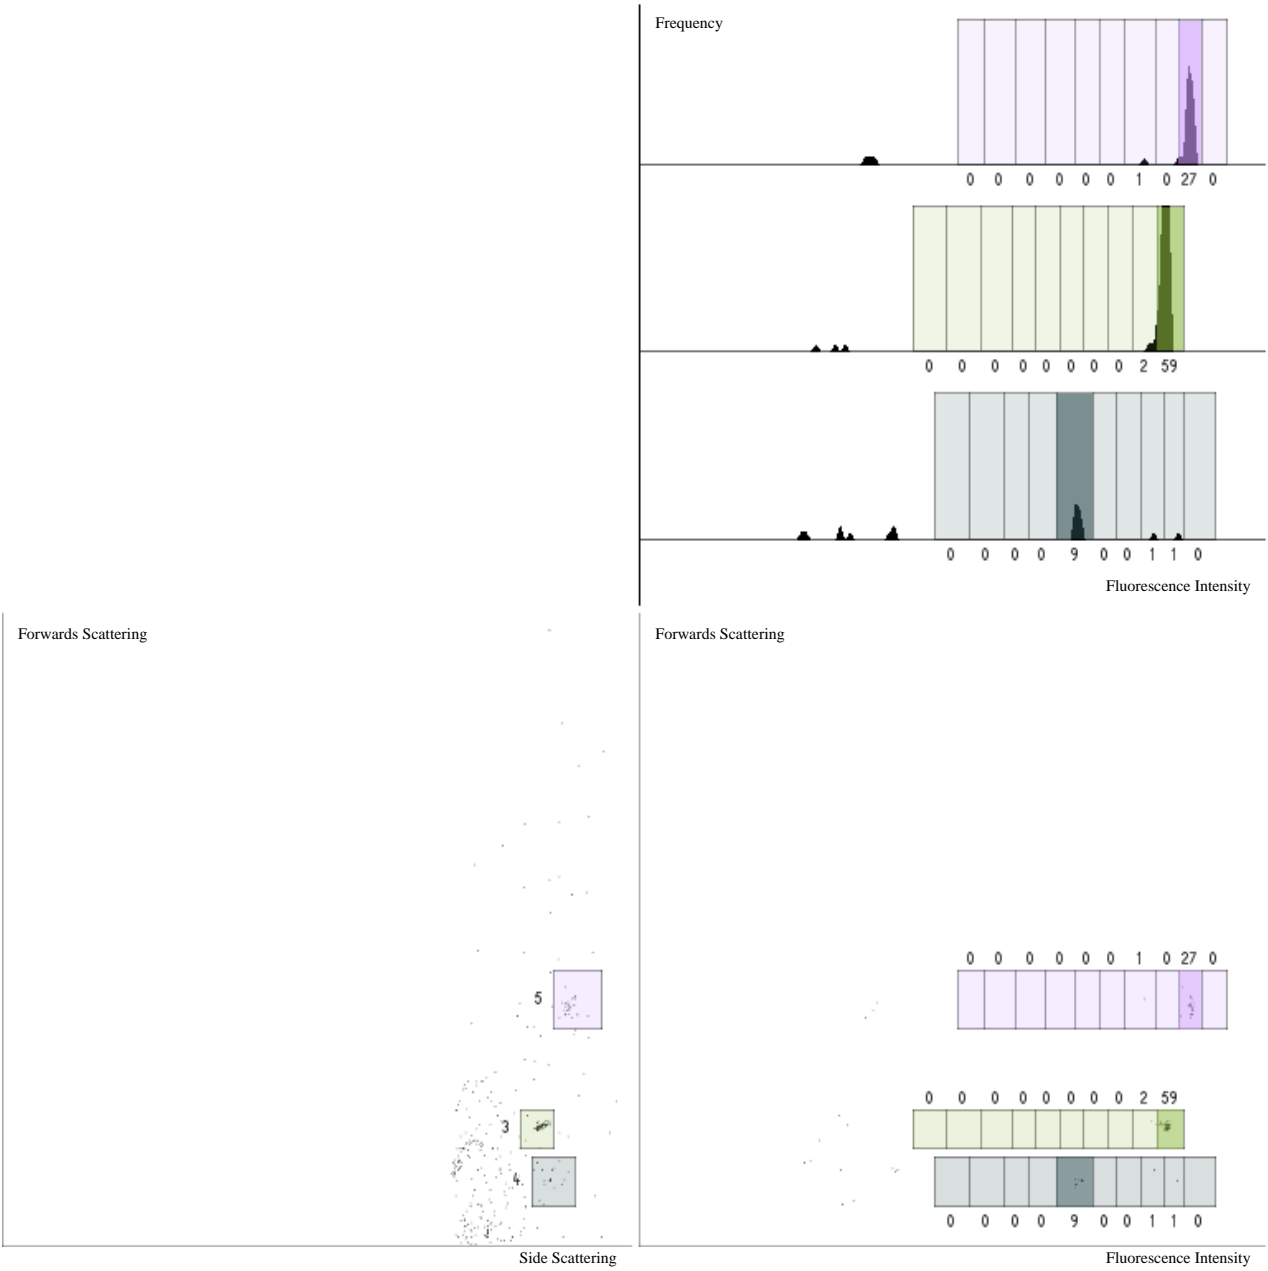 Frequency
0 0 0 0 0 0 1 0 27 0
0 0 0 0 0 0 0 0 2 59
0 0 0 0 9 0 0 1 1 0
Fluorescence Intensity
Forwards Scattering
5
3
4
Side Scattering
Forwards Scattering
0 0 0 0 0 0 1 0 27 0
0 0 0 0 0 0 0 0 2 59
0 0 0 0 9 0 0 1 1 0
Fluorescence Intensity